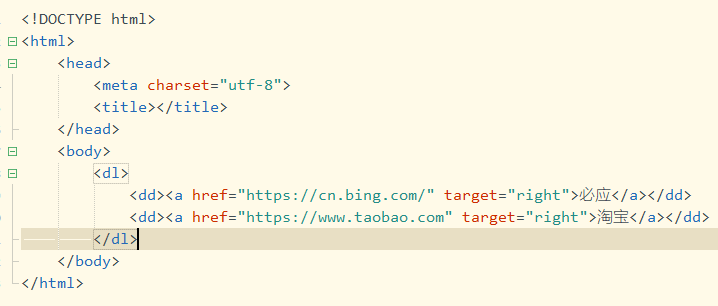 <!DOCTYPE html>
<html>
<head>
<meta charset="utf-8">
<title></title>
</head>
<body>
<dl>
<dd><a href="https://cn.bing.com/" target="right">必应</a></dd>
<dd><a href="https://www.taobao.com" target="right">淘宝</a></dd>
</dl>
</body>
</html>